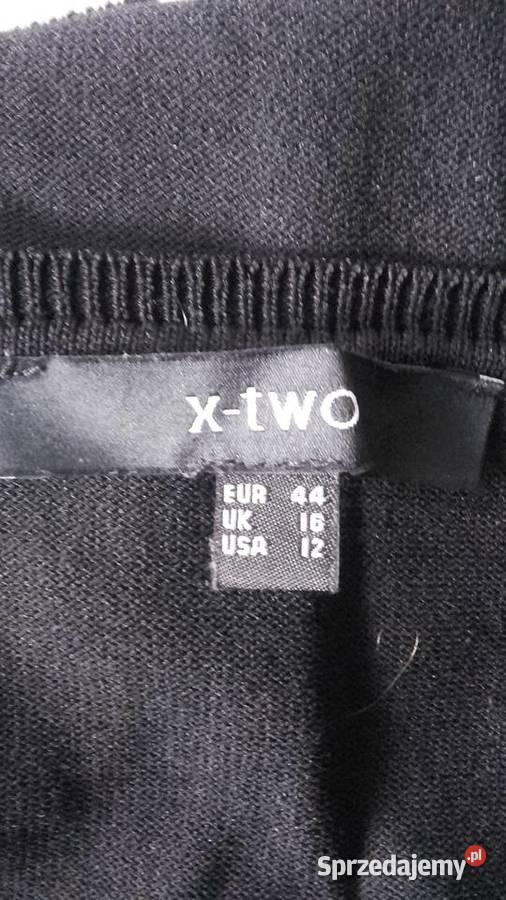 x-two
EUR 44
UK 16
USA 12
Sprzedajemy.pl